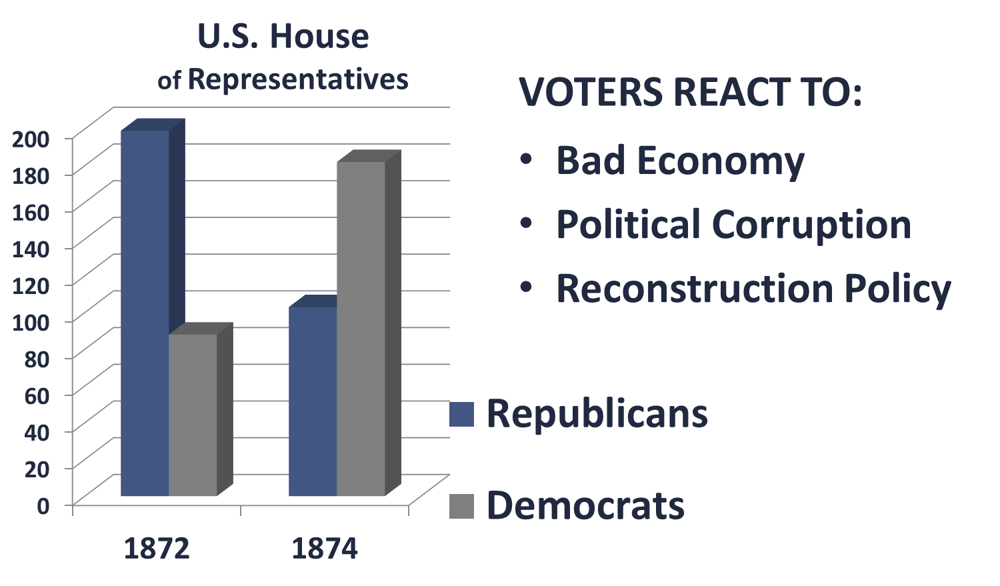 U.S. House
of Representatives
200
180
160
140
120
100
80
60
40
20
0
1872
1874
VOTERS REACT TO:
• Bad Economy
• Political Corruption
• Reconstruction Policy
Republicans
Democrats